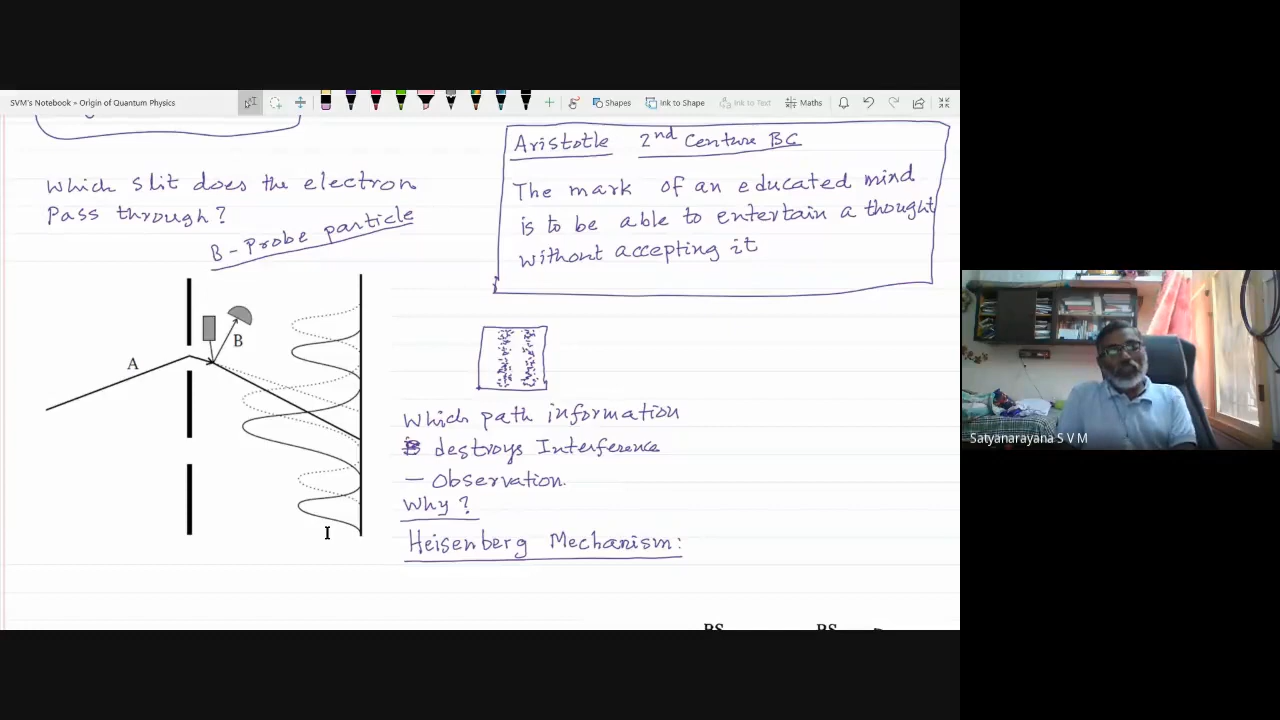 SVM's Notebook » Origin of Quantum Physics
Shapes
Ink to Shape
Ink to Text
Maths
Aristotle 2nd Centure BC
The mark of an educated mind
is to be able to entertain a thought
without accepting it
Which slit does the electron
Pass through?
B - Probe particle
A
B
Which path information
destroys Interference
- Observation.
Why?
Heisenberg Mechanism:
BS BS
Satyanarayana S V M